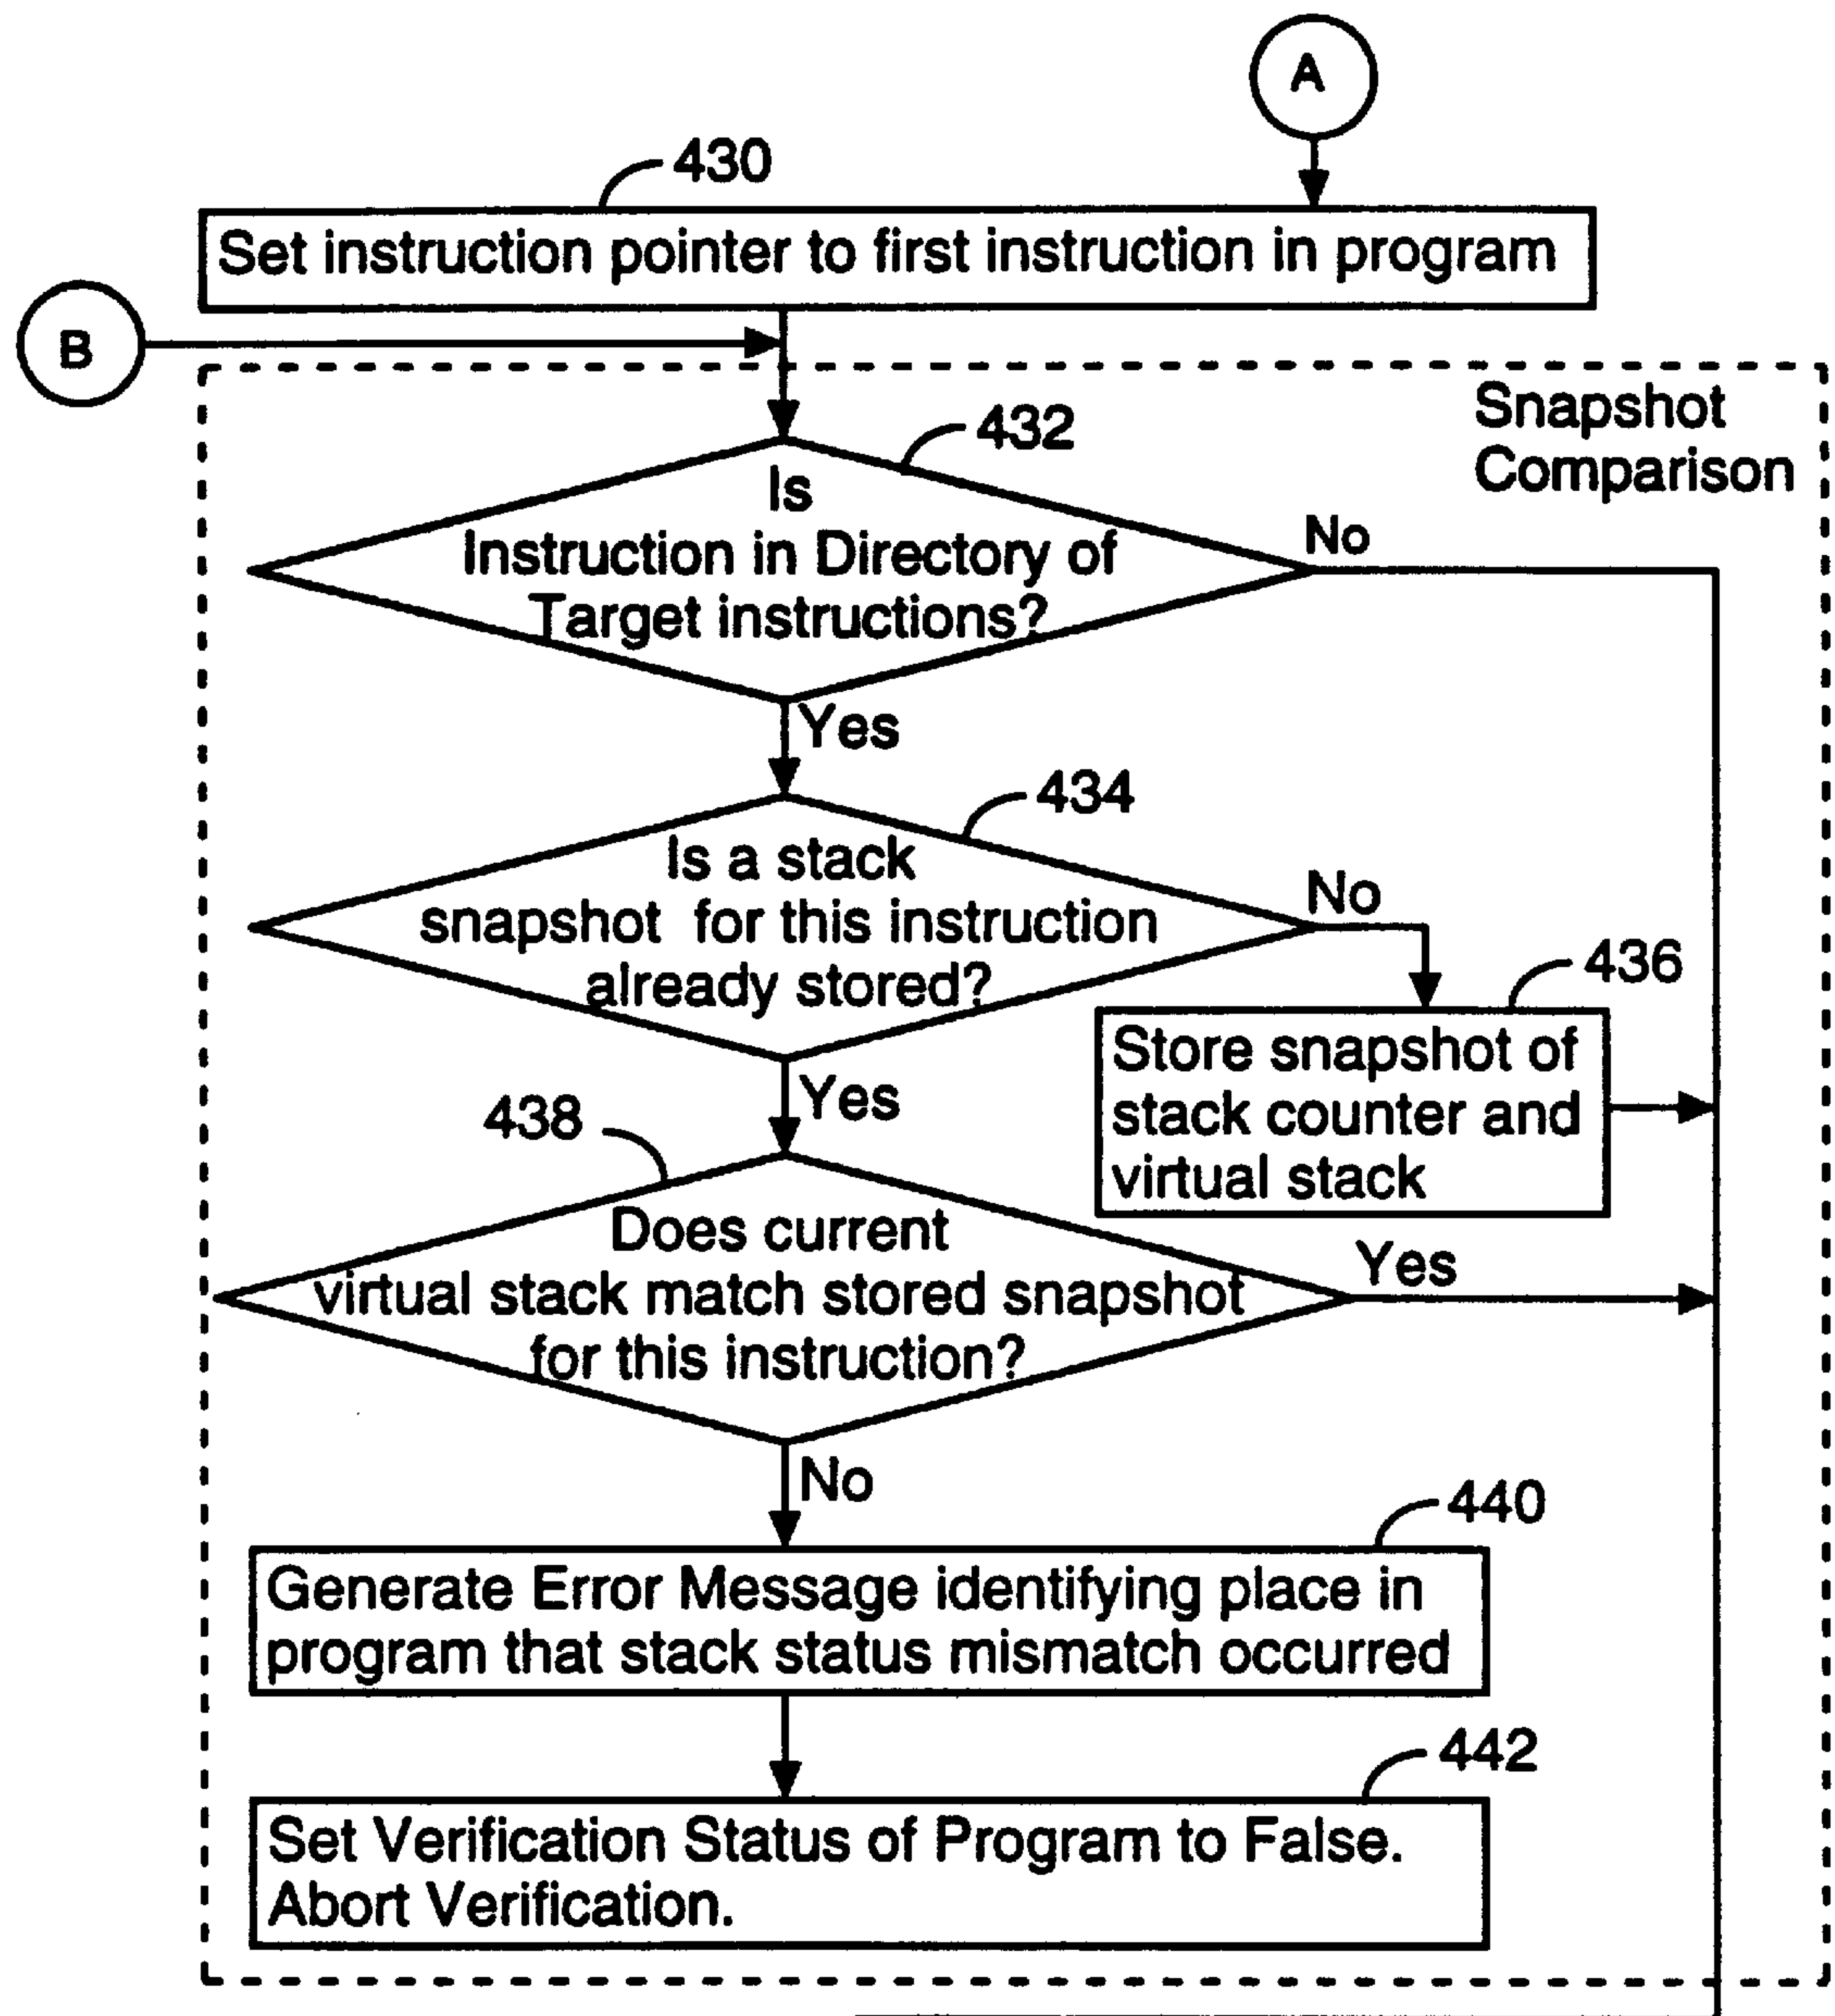 A
430
Set instruction pointer to first instruction in program
B
Snapshot
Comparison
432
Is
Instruction in Directory of
Target instructions?
No
Yes
434
Is a stack
snapshot for this instruction
already stored?
No
436
Store snapshot of
stack counter and
virtual stack
Yes
438
Does current
virtual stack match stored snapshot
for this instruction?
Yes
No
440
Generate Error Message identifying place in
program that stack status mismatch occurred
442
Set Verification Status of Program to False.
Abort Verification.